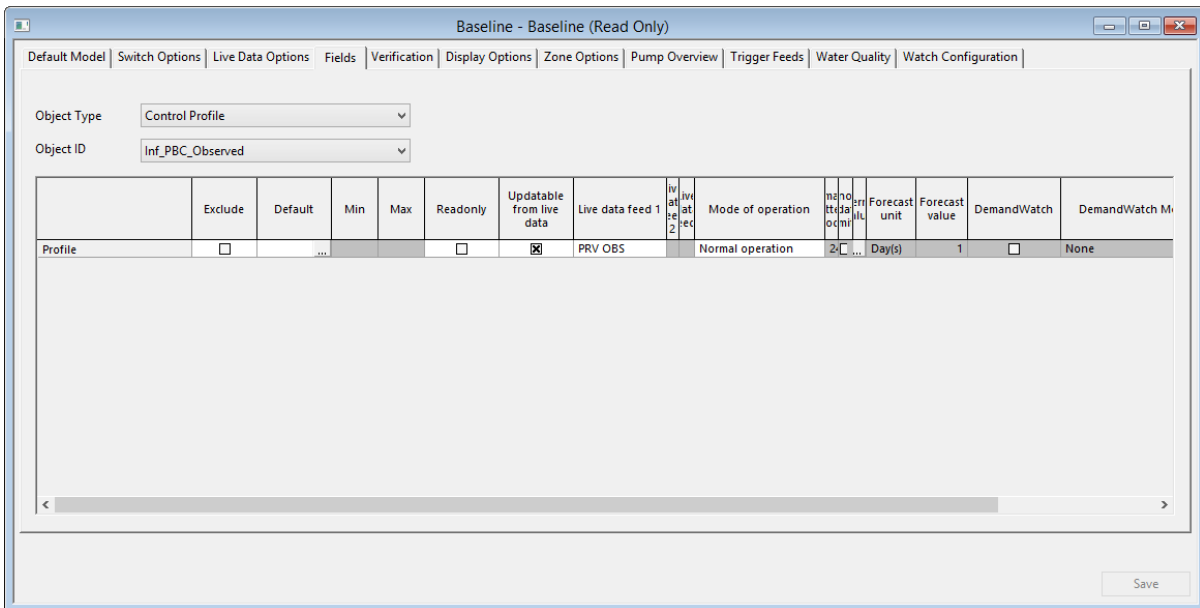 Baseline - Baseline (Read Only)
Default Model Switch Options Live Data Options Fields Verification Display Options Zone Options Pump Overview Trigger Feeds Water Quality Watch Configuration
Object Type Control Profile
Object ID Inf_PBC_Observed
Exclude Default Min Max Readonly Updatable from live data Live data feed 1 Mode of operation Forecast unit Forecast value DemandWatch DemandWatch
Profile ... PRV OBS Normal operation ... Day(s) 1 None
Save